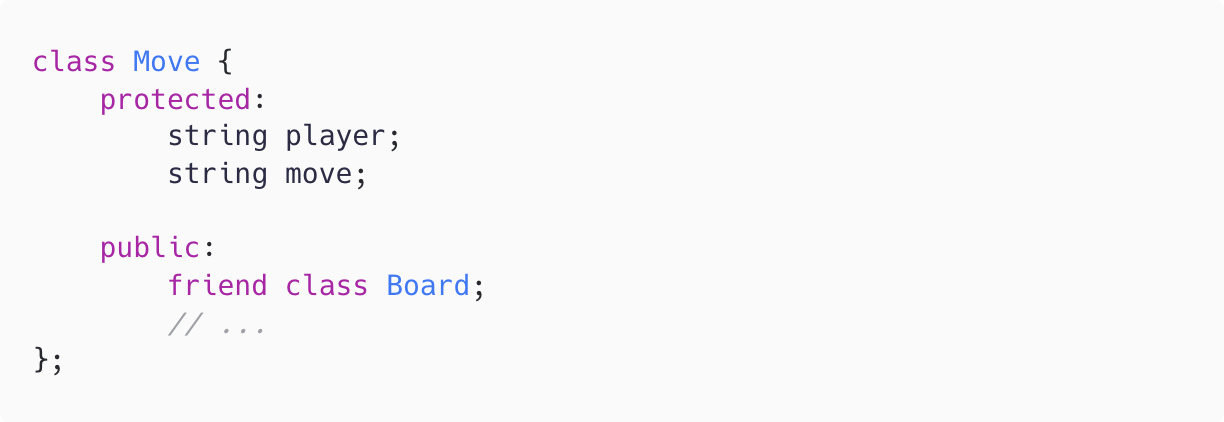 class Move {
    protected:
        string player;
        string move;

    public:
        friend class Board;
        // ...
};